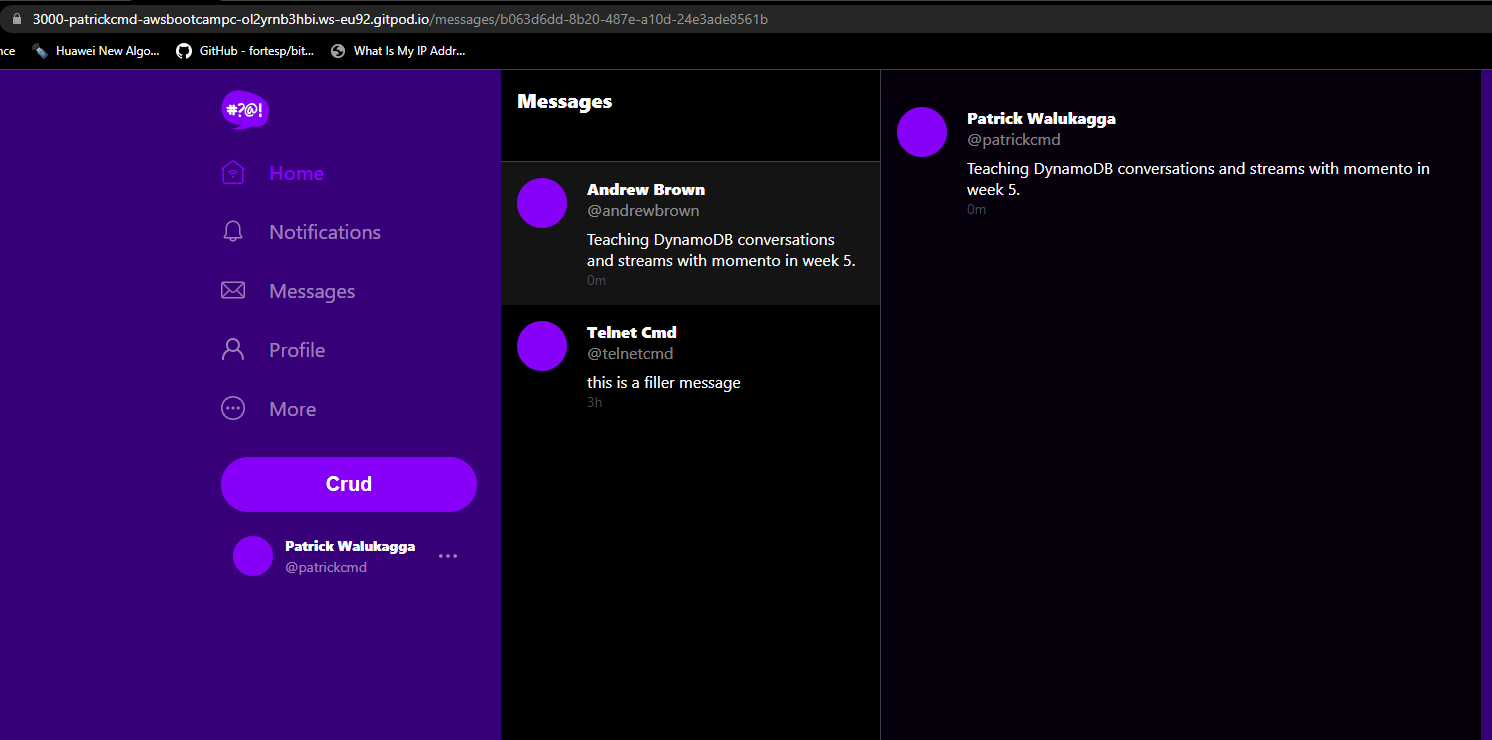 3000-patrickcmd-awsbootcampc-ol2yrnb3hbi.ws-eu92.gitpod.io/messages/b063d6dd-8b20-487e-a10d-24e3ade8561b
nce
Huawei New Algo...
GitHub - fortesp/bit...
What Is My IP Addr...
#?@!
Home
Notifications
Messages
Profile
More
Crud
Patrick Walukagga
@patrickcmd
Messages
Andrew Brown
@andrewbrown
Teaching DynamoDB conversations
and streams with momento in week 5.
0m
Telnet Cmd
@telnetcmd
this is a filler message
3h
Patrick Walukagga
@patrickcmd
Teaching DynamoDB conversations and streams with momento in
week 5.
0m